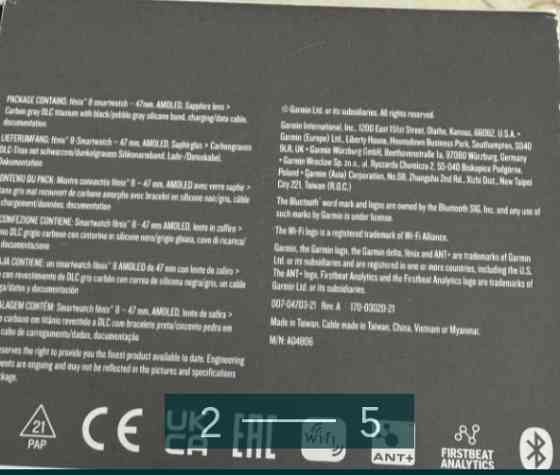 PACKAGE CONTAINS: fēnix® 8 smartwatch – 47mm, AMOLED, Sapphire lens >
Carbon gray DLC titanium with black/pebble gray silicone band, charging/data cable,
documentation
LIEFERUMFANG: fēnix® 8-Smartwatch – 47 mm, AMOLED, Saphirglas > Carbongraues
DLC-Titan mit schwarzem/dunkelgrauem Silikonarmband, Lade-/Datenkabel,
Dokumentation
CONTENU DU PACK: Montre connectée fēnix® 8 – 47 mm, AMOLED avec verre saphir >
titane gris mat recouvert de carbone amorphe avec bracelet en silicone noir/gris, câble
chargement/données, documentation
CONFEZIONE CONTIENE: Smartwatch fēnix® 8 – 47 mm, AMOLED, lente in zaffiro >
DLC grigio carbone con cinturino in silicone nero/grigio ghiaia, cavo di ricarica/
documentazione
CAJA CONTIENE: un smartwatch fēnix® 8 AMOLED de 47 mm con lente de zafiro >
con revestimiento de DLC gris carbón con correa de silicona negra/gris, un cable
documentación
CONTÉM: Smartwatch fēnix® 8 – 47 mm, AMOLED, lente de safira >
carbono em titânio revestido a DLC com bracelete preta/cinzento pedra em
cabo de carregamento/dados, documentação
reserves the right to provide you the finest product available to date. Engineering
are ongoing and may not be reflected in the pictures and specifications
© Garmin Ltd. or its subsidiaries. All rights reserved.
Garmin International, Inc., 1200 East 151st Street, Olathe, Kansas, 66062, U.S.A. •
Garmin (Europe) Ltd., Liberty House, Hounsdown Business Park, Southampton, SO40
9LR, UK • Garmin Würzburg GmbH, Beethovenstraße 1a, 97080 Würzburg, Germany
• Garmin Wroclaw Sp. zo.o., ul. Ryszarda Chomicza 2, 55-040 Biskupice Podgórne,
Poland • Garmin (Asia) Corporation, No.68, Zhangshu 2nd Rd., Xizhi Dist., New Taipei
City 221, Taiwan (R.O.C.)
The Bluetooth® word mark and logos are owned by the Bluetooth SIG, Inc. and any use of
such marks by Garmin is under license.
The Wi-Fi logo is a registered trademark of Wi-Fi Alliance.
Garmin, the Garmin logo, the Garmin delta, fēnix and ANT+ are trademarks of Garmin
Ltd. or its subsidiaries and are registered in one or more countries, including the U.S.
The ANT+ logo, Firstbeat Analytics and the Firstbeat Analytics logo are trademarks of
Garmin Ltd. or its subsidiaries.
007-04703-21 Rev. A 170-03020-21
Made in Taiwan. Cable made in Taiwan, China, Vietnam or Myanmar.
M/N: A04806
21
PAP
CE
UK
CA
EAC
WiFi
ANT+
FIRSTBEAT
ANALYTICS
2 — 5